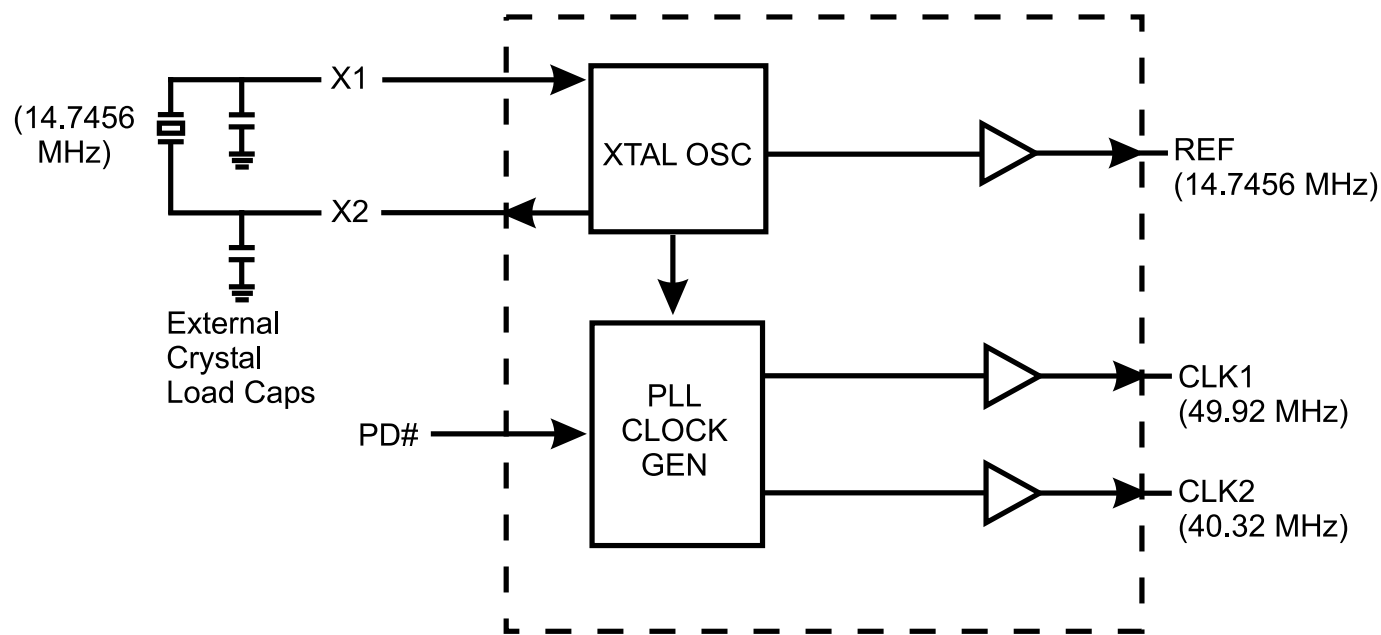 X1
(14.7456
MHz)
X2
External
Crystal
Load Caps
PD#
XTAL OSC
PLL
CLOCK
GEN
REF
(14.7456 MHz)
CLK1
(49.92 MHz)
CLK2
(40.32 MHz)